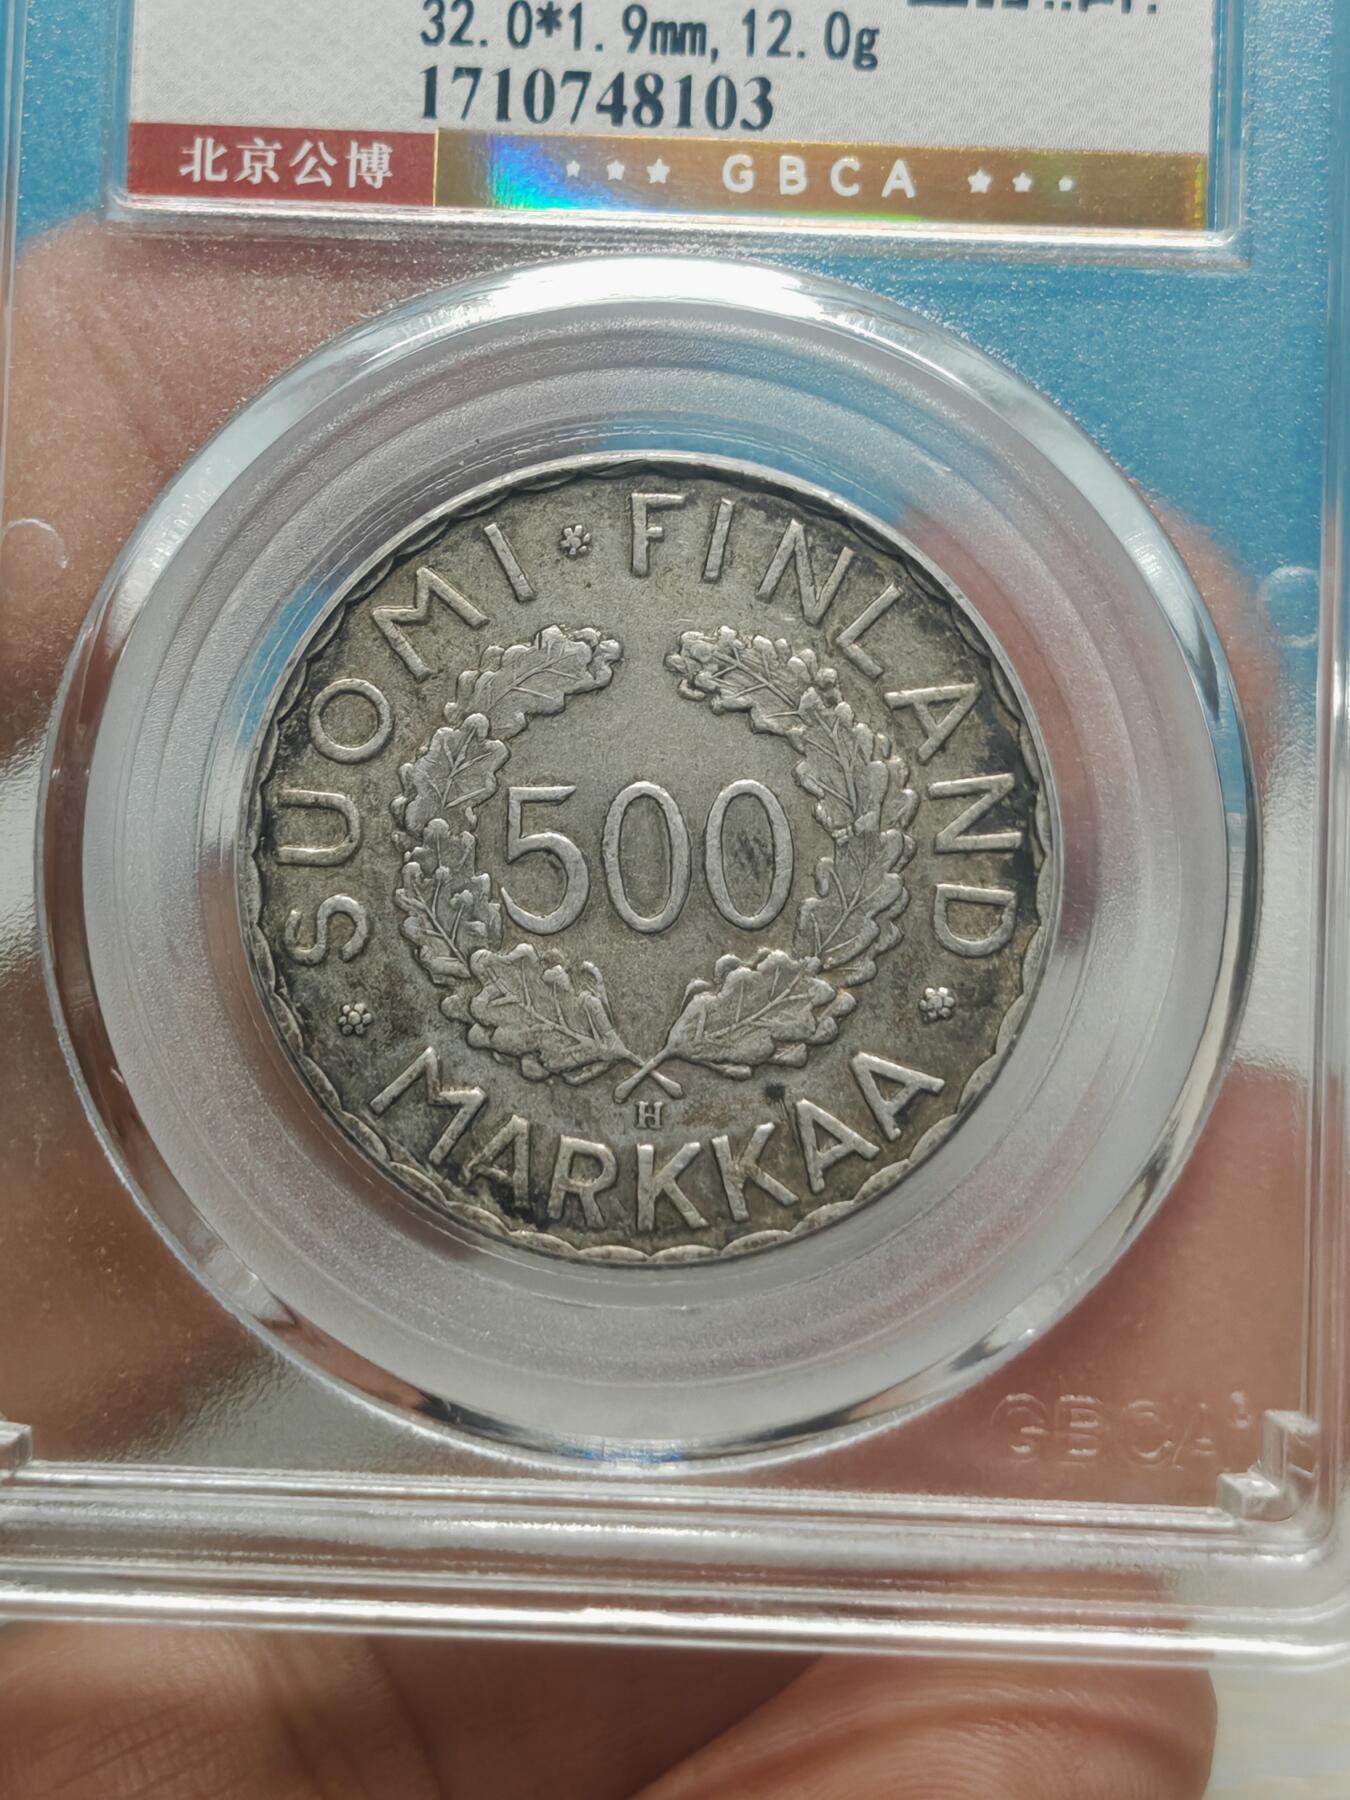 32.0*1.9mm, 12.0g
1710748103
北京公博 ★★★ GBCA ★★★
SUOMI · FINLAND
500
H
MARKKAA
GBCA